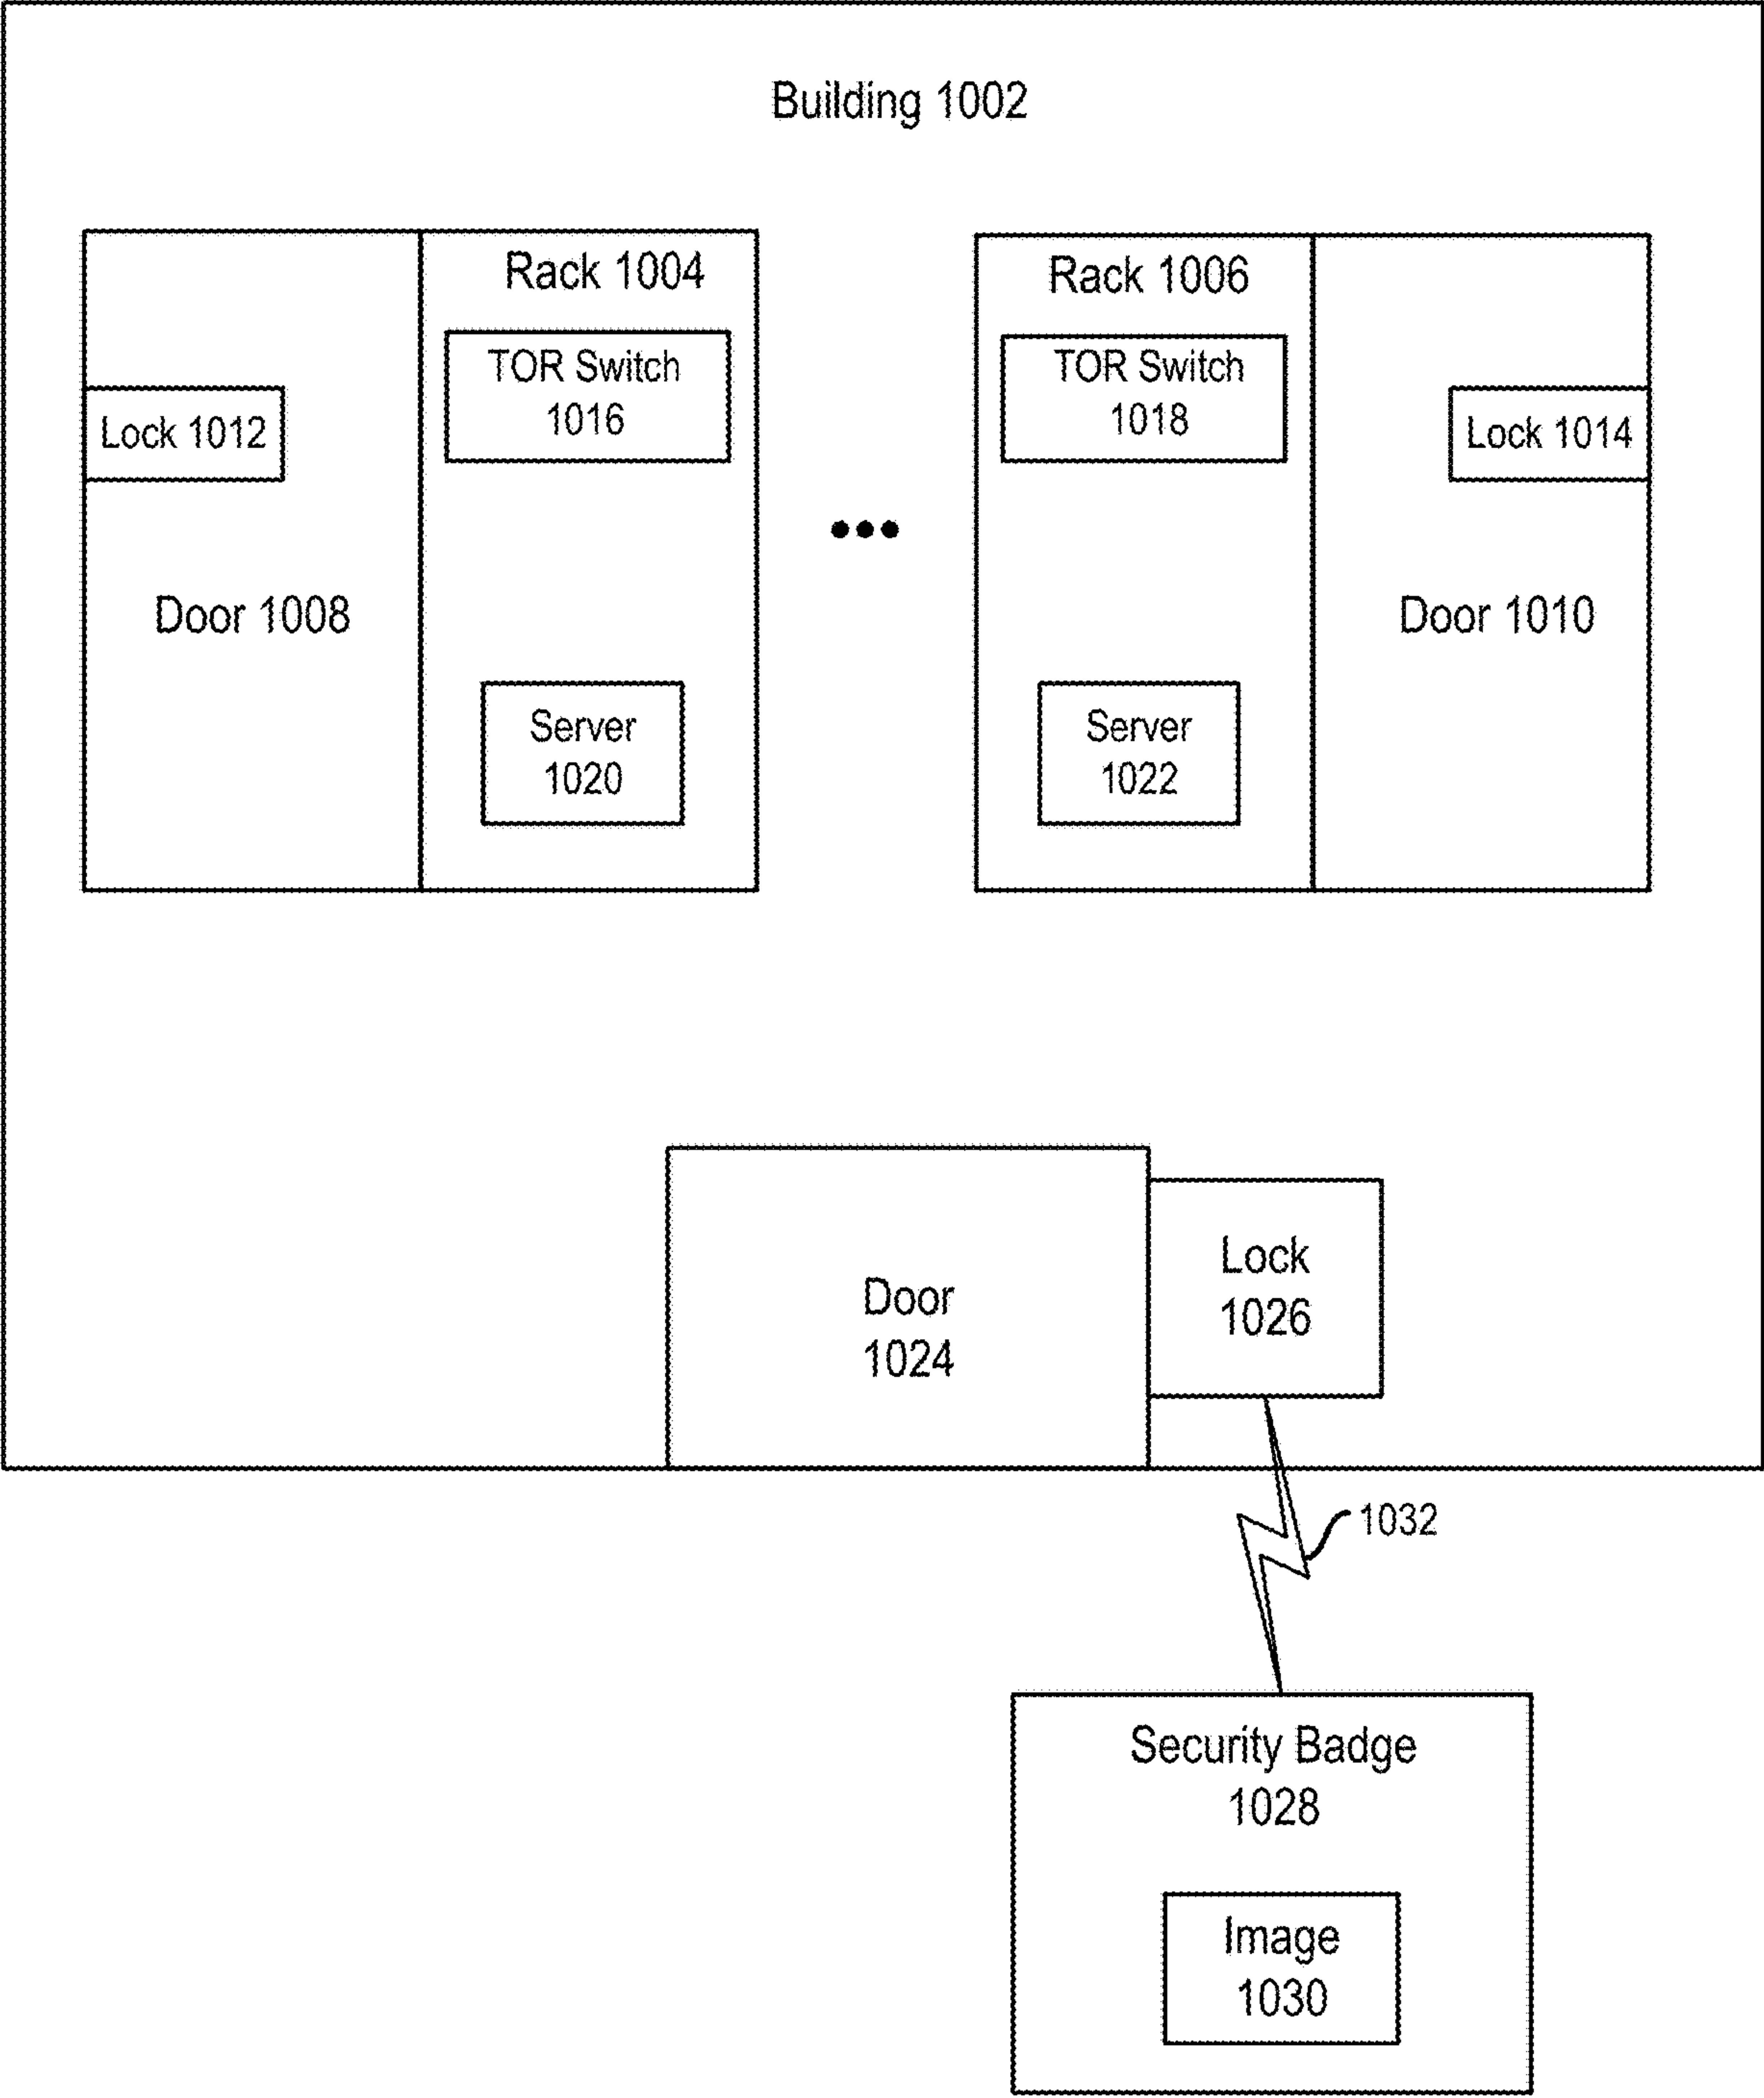 Building 1002
Rack 1004
TOR Switch
1016
Lock 1012
Door 1008
Server
1020
•••
Rack 1006
TOR Switch
1018
Lock 1014
Door 1010
Server
1022
Door
1024
Lock
1026
1032
Security Badge
1028
Image
1030